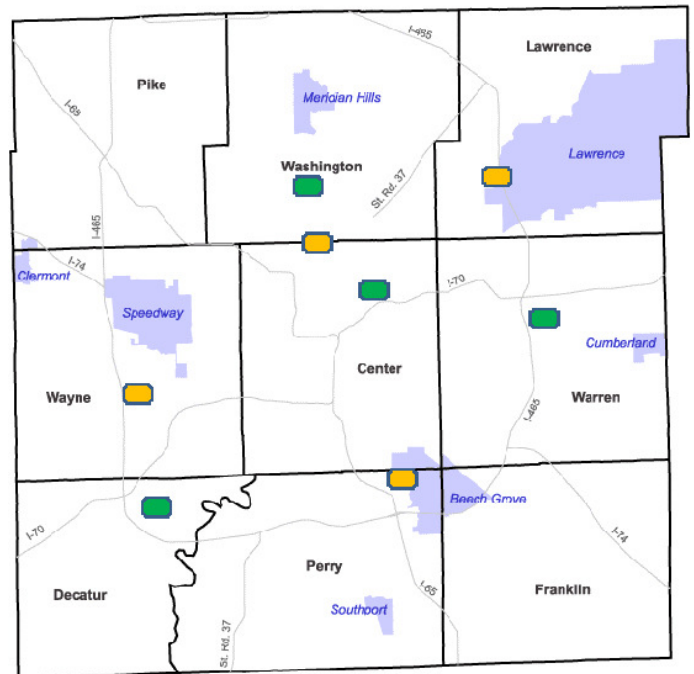 I-465
Lawrence
Pike
I-65
Meridian Hills
Lawrence
Washington
St. Rd. 37
I-465
Clermont
I-74
I-70
Speedway
Cumberland
Center
Wayne
Warren
I-465
Beech Grove
I-70
I-74
Perry
Decatur
I-65
Franklin
Southport
St. Rd. 37